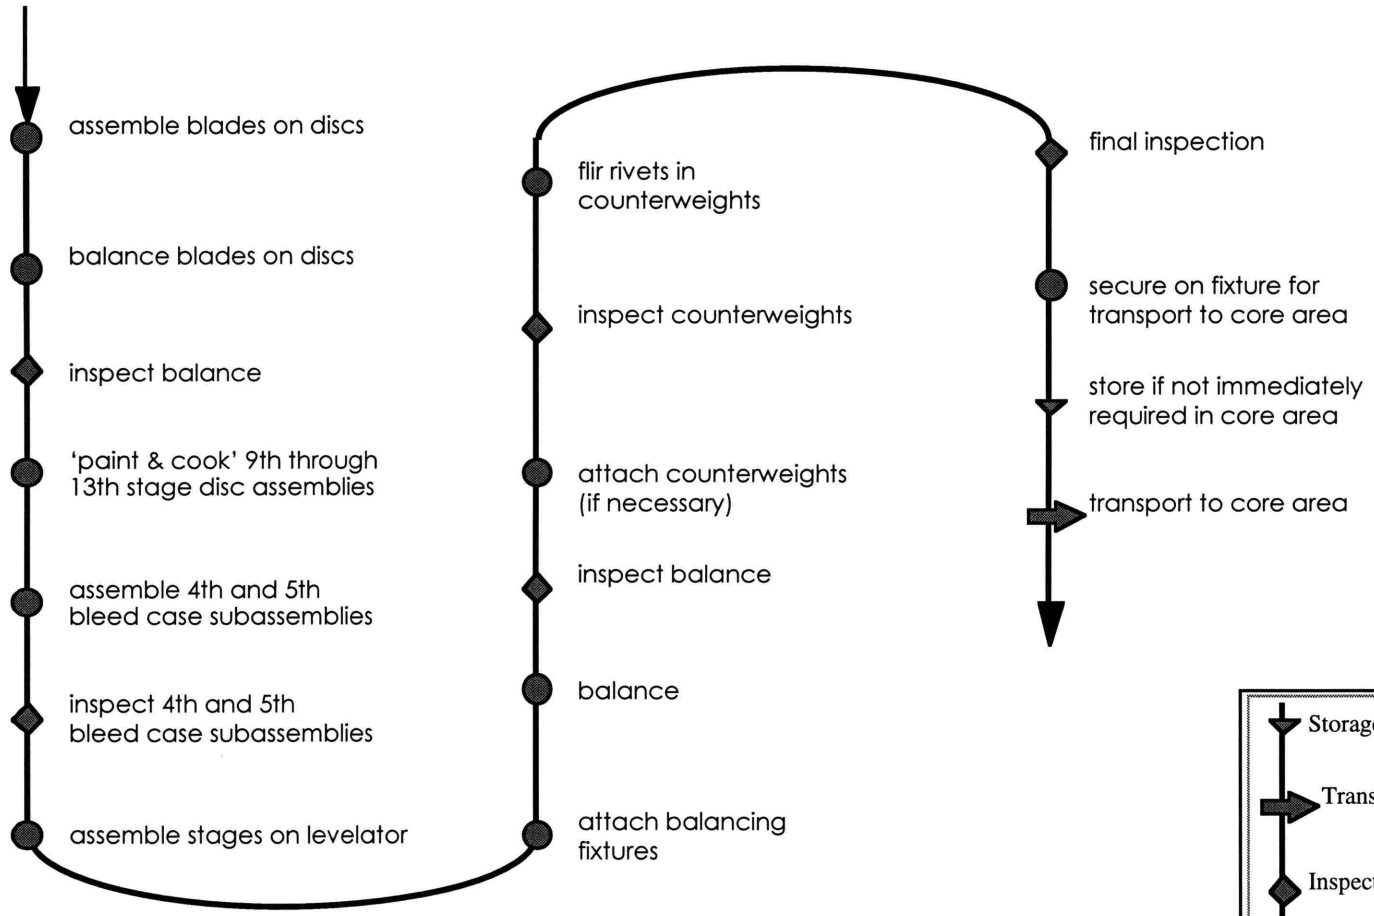 assemble blades on discs
balance blades on discs
inspect balance
‘paint & cook’ 9th through
13th stage disc assemblies
assemble 4th and 5th
bleed case subassemblies
inspect 4th and 5th
bleed case subassemblies
assemble stages on levelator
flir rivets in
counterweights
inspect counterweights
attach counterweights
(if necessary)
inspect balance
balance
attach balancing
fixtures
final inspection
secure on fixture for
transport to core area
store if not immediately
required in core area
transport to core area
Storage
Trans
Inspect